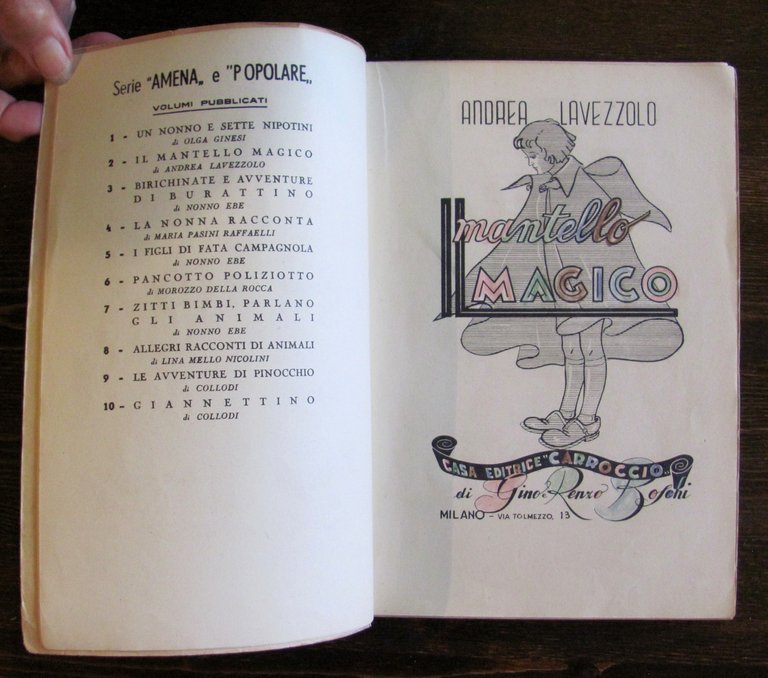 Serie "AMENA„ e "POPOLARE„
VOLUMI PUBBLICATI
1 - UN NONNO E SETTE NIPOTINI
di OLGA GINESI
2 - IL MANTELLO MAGICO
di ANDREA LAVEZZOLO
3 - BIRICHINATE E AVVENTURE
DI BURATTINO
di NONNO EBE
4 - LA NONNA RACCONTA
di MARIA PASINI RAFFAELLI
5 - I FIGLI DI FATA CAMPAGNOLA
di NONNO EBE
6 - PANCOTTO POLIZIOTTO
di MOROZZO DELLA ROCCA
7 - ZITTI BIMBI, PARLANO
GLI ANIMALI
di NONNO EBE
8 - ALLEGRI RACCONTI DI ANIMALI
di LINA MELLO NICOLINI
9 - LE AVVENTURE DI PINOCCHIO
di COLLODI
10 - GIANNETTINO
di COLLODI
ANDREA LAVEZZOLO
IL mantello
MAGICO
CASA EDITRICE "CARROCCIO„
di Gino e Renzo Boschi
MILANO - VIA TOLMEZZO, 13